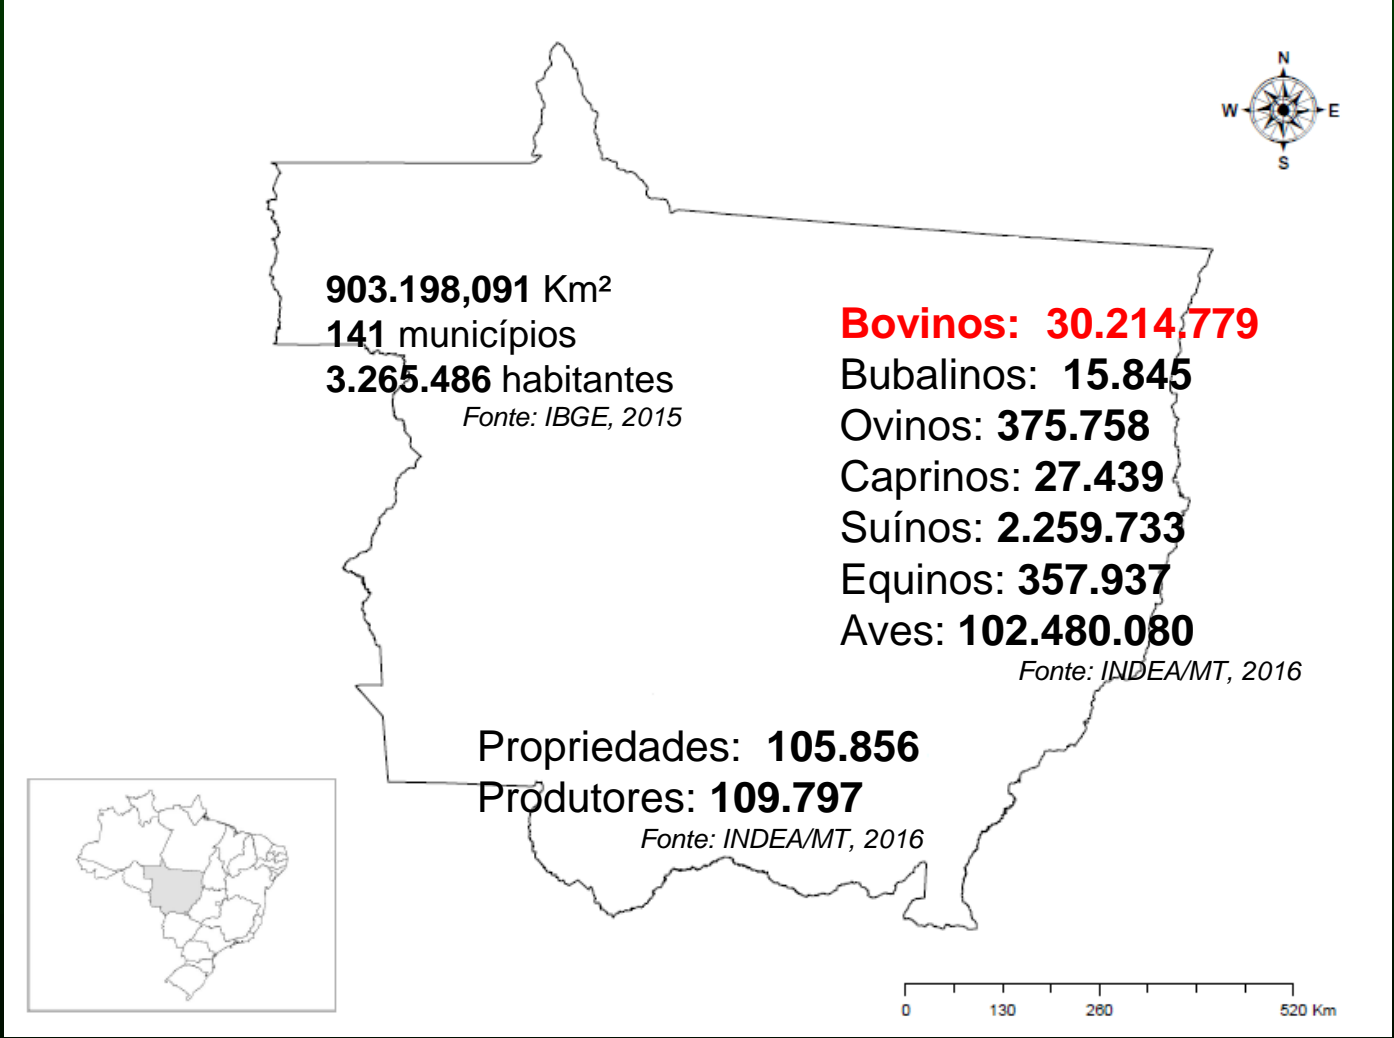 N
W E
S
903.198,091 Km²
141 municípios
3.265.486 habitantes
Fonte: IBGE, 2015
Bovinos: 30.214.779
Bubalinos: 15.845
Ovinos: 375.758
Caprinos: 27.439
Suínos: 2.259.733
Equinos: 357.937
Aves: 102.480.080
Fonte: INDEA/MT, 2016
Propriedades: 105.856
Produtores: 109.797
Fonte: INDEA/MT, 2016
0 130 260 520 Km